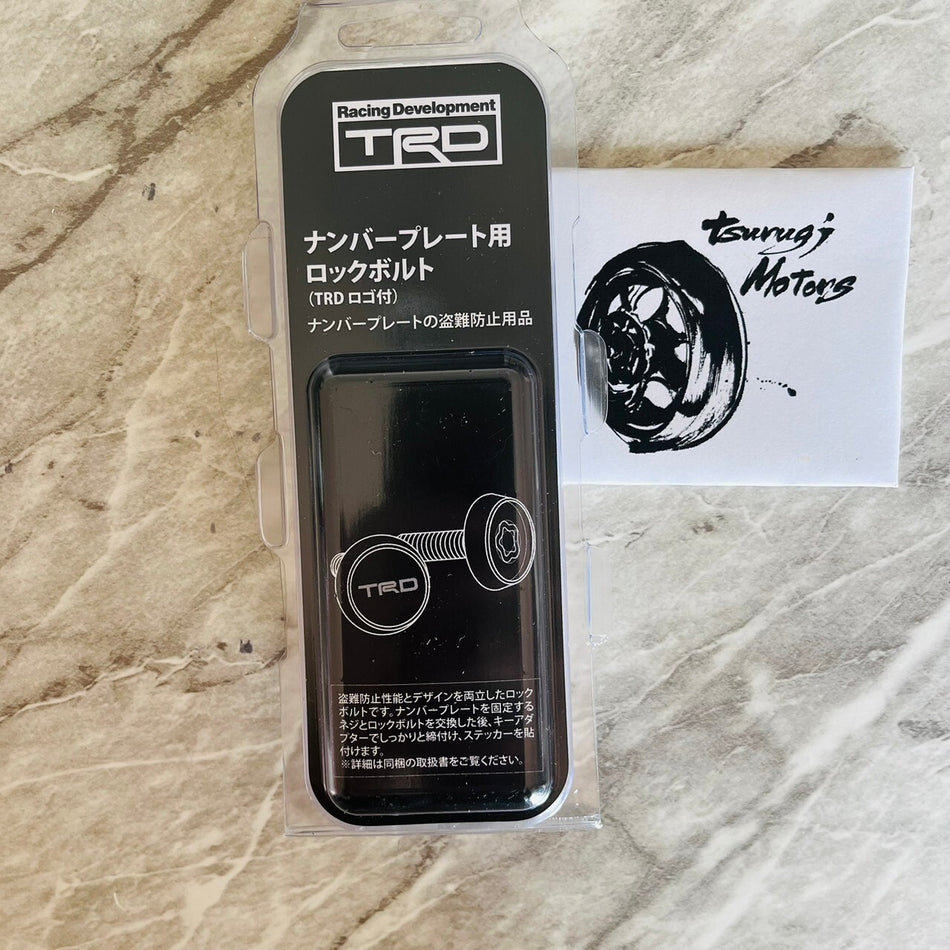 Racing Development
TRD
ナンバープレート用
ロックボルト
(TRD ロゴ付)
ナンバープレートの盗難防止用品
TRD
盗難防止性能とデザインを両立したロック
ボルトです。ナンバープレートを固定する
ネジとロックボルトを交換した後、キーアダ
プターでしっかりと締付け、ステッカーを貼
付けます。
※詳細は同梱の取扱書をご覧ください。
tsurugi
Motors